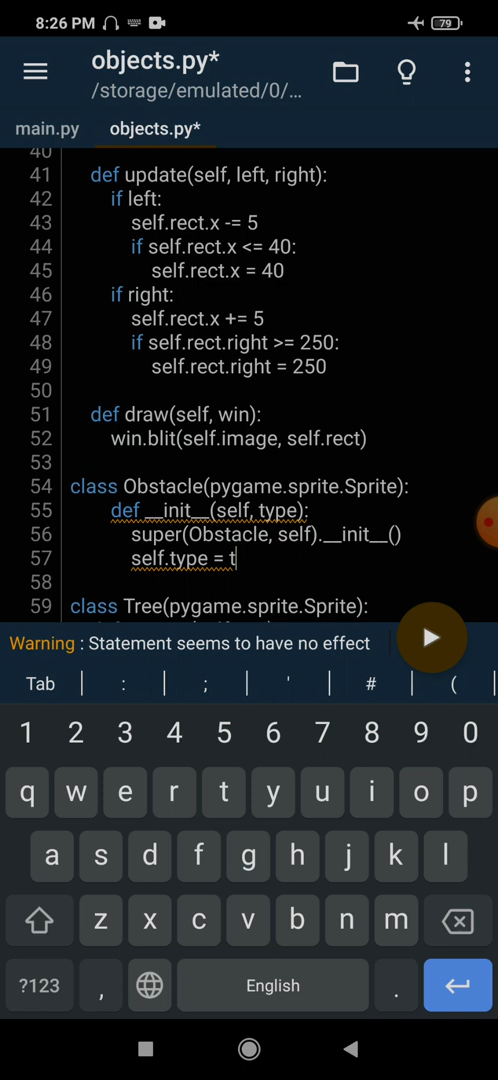 8:26 PM 79
objects.py*
/storage/emulated/0/...
main.py objects.py*
40
41 def update(self, left, right):
42 if left:
43 self.rect.x -= 5
44 if self.rect.x <= 40:
45 self.rect.x = 40
46 if right:
47 self.rect.x += 5
48 if self.rect.right >= 250:
49 self.rect.right = 250
50
51 def draw(self, win):
52 win.blit(self.image, self.rect)
53
54 class Obstacle(pygame.sprite.Sprite):
55 def __init__(self, type):
56 super(Obstacle, self).__init__()
57 self.type = t
58
59 class Tree(pygame.sprite.Sprite):
Warning : Statement seems to have no effect
Tab : ; ' # (
1 2 3 4 5 6 7 8 9 0
q w e r t y u i o p
a s d f g h j k l
z x c v b n m
?123 , English .